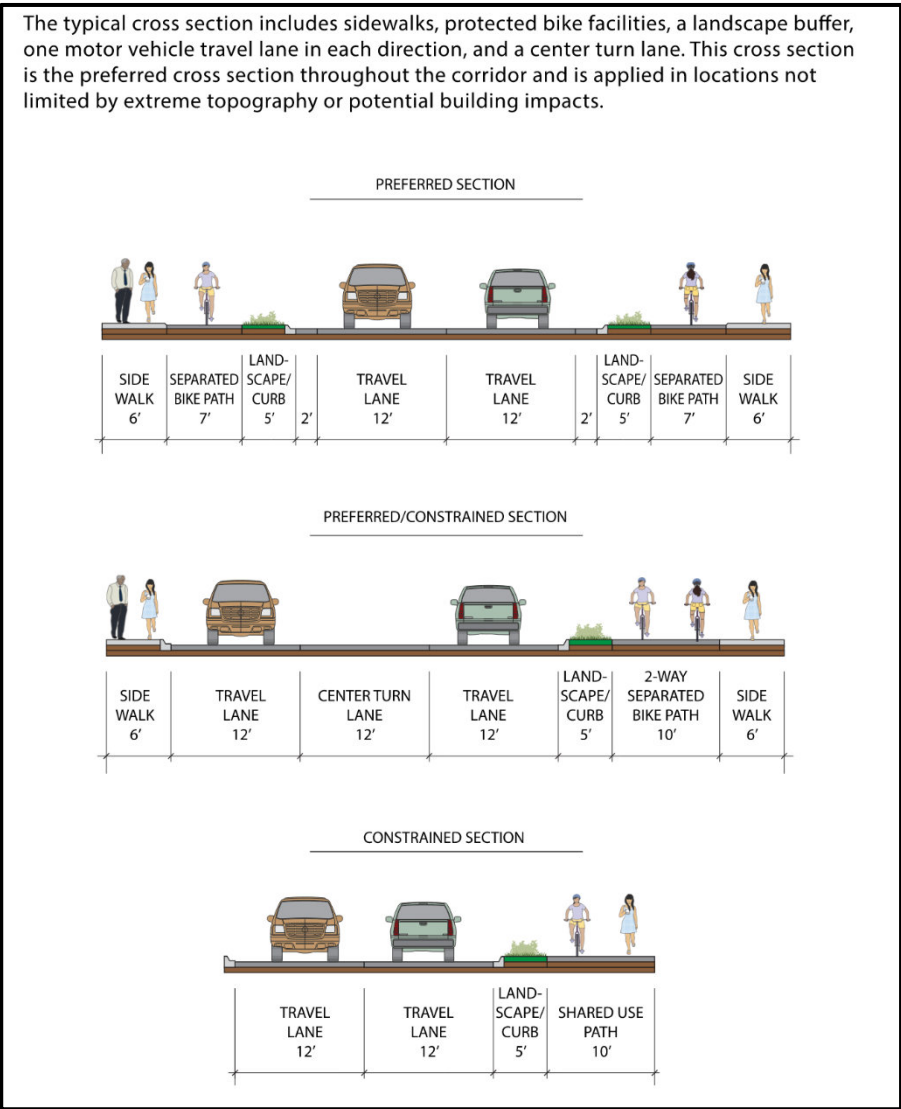 The typical cross section includes sidewalks, protected bike facilities, a landscape buffer,
one motor vehicle travel lane in each direction, and a center turn lane. This cross section
is the preferred cross section throughout the corridor and is applied in locations not
limited by extreme topography or potential building impacts.
PREFERRED SECTION
SIDE
WALK
6'
SEPARATED
BIKE PATH
7'
LAND-
SCAPE/
CURB
5'
2'
TRAVEL
LANE
12'
TRAVEL
LANE
12'
2'
LAND-
SCAPE/
CURB
5'
SEPARATED
BIKE PATH
7'
SIDE
WALK
6'
PREFERRED/CONSTRAINED SECTION
SIDE
WALK
6'
TRAVEL
LANE
12'
CENTER TURN
LANE
12'
TRAVEL
LANE
12'
LAND-
SCAPE/
CURB
5'
2-WAY
SEPARATED
BIKE PATH
10'
SIDE
WALK
6'
CONSTRAINED SECTION
TRAVEL
LANE
12'
TRAVEL
LANE
12'
LAND-
SCAPE/
CURB
5'
SHARED USE
PATH
10'